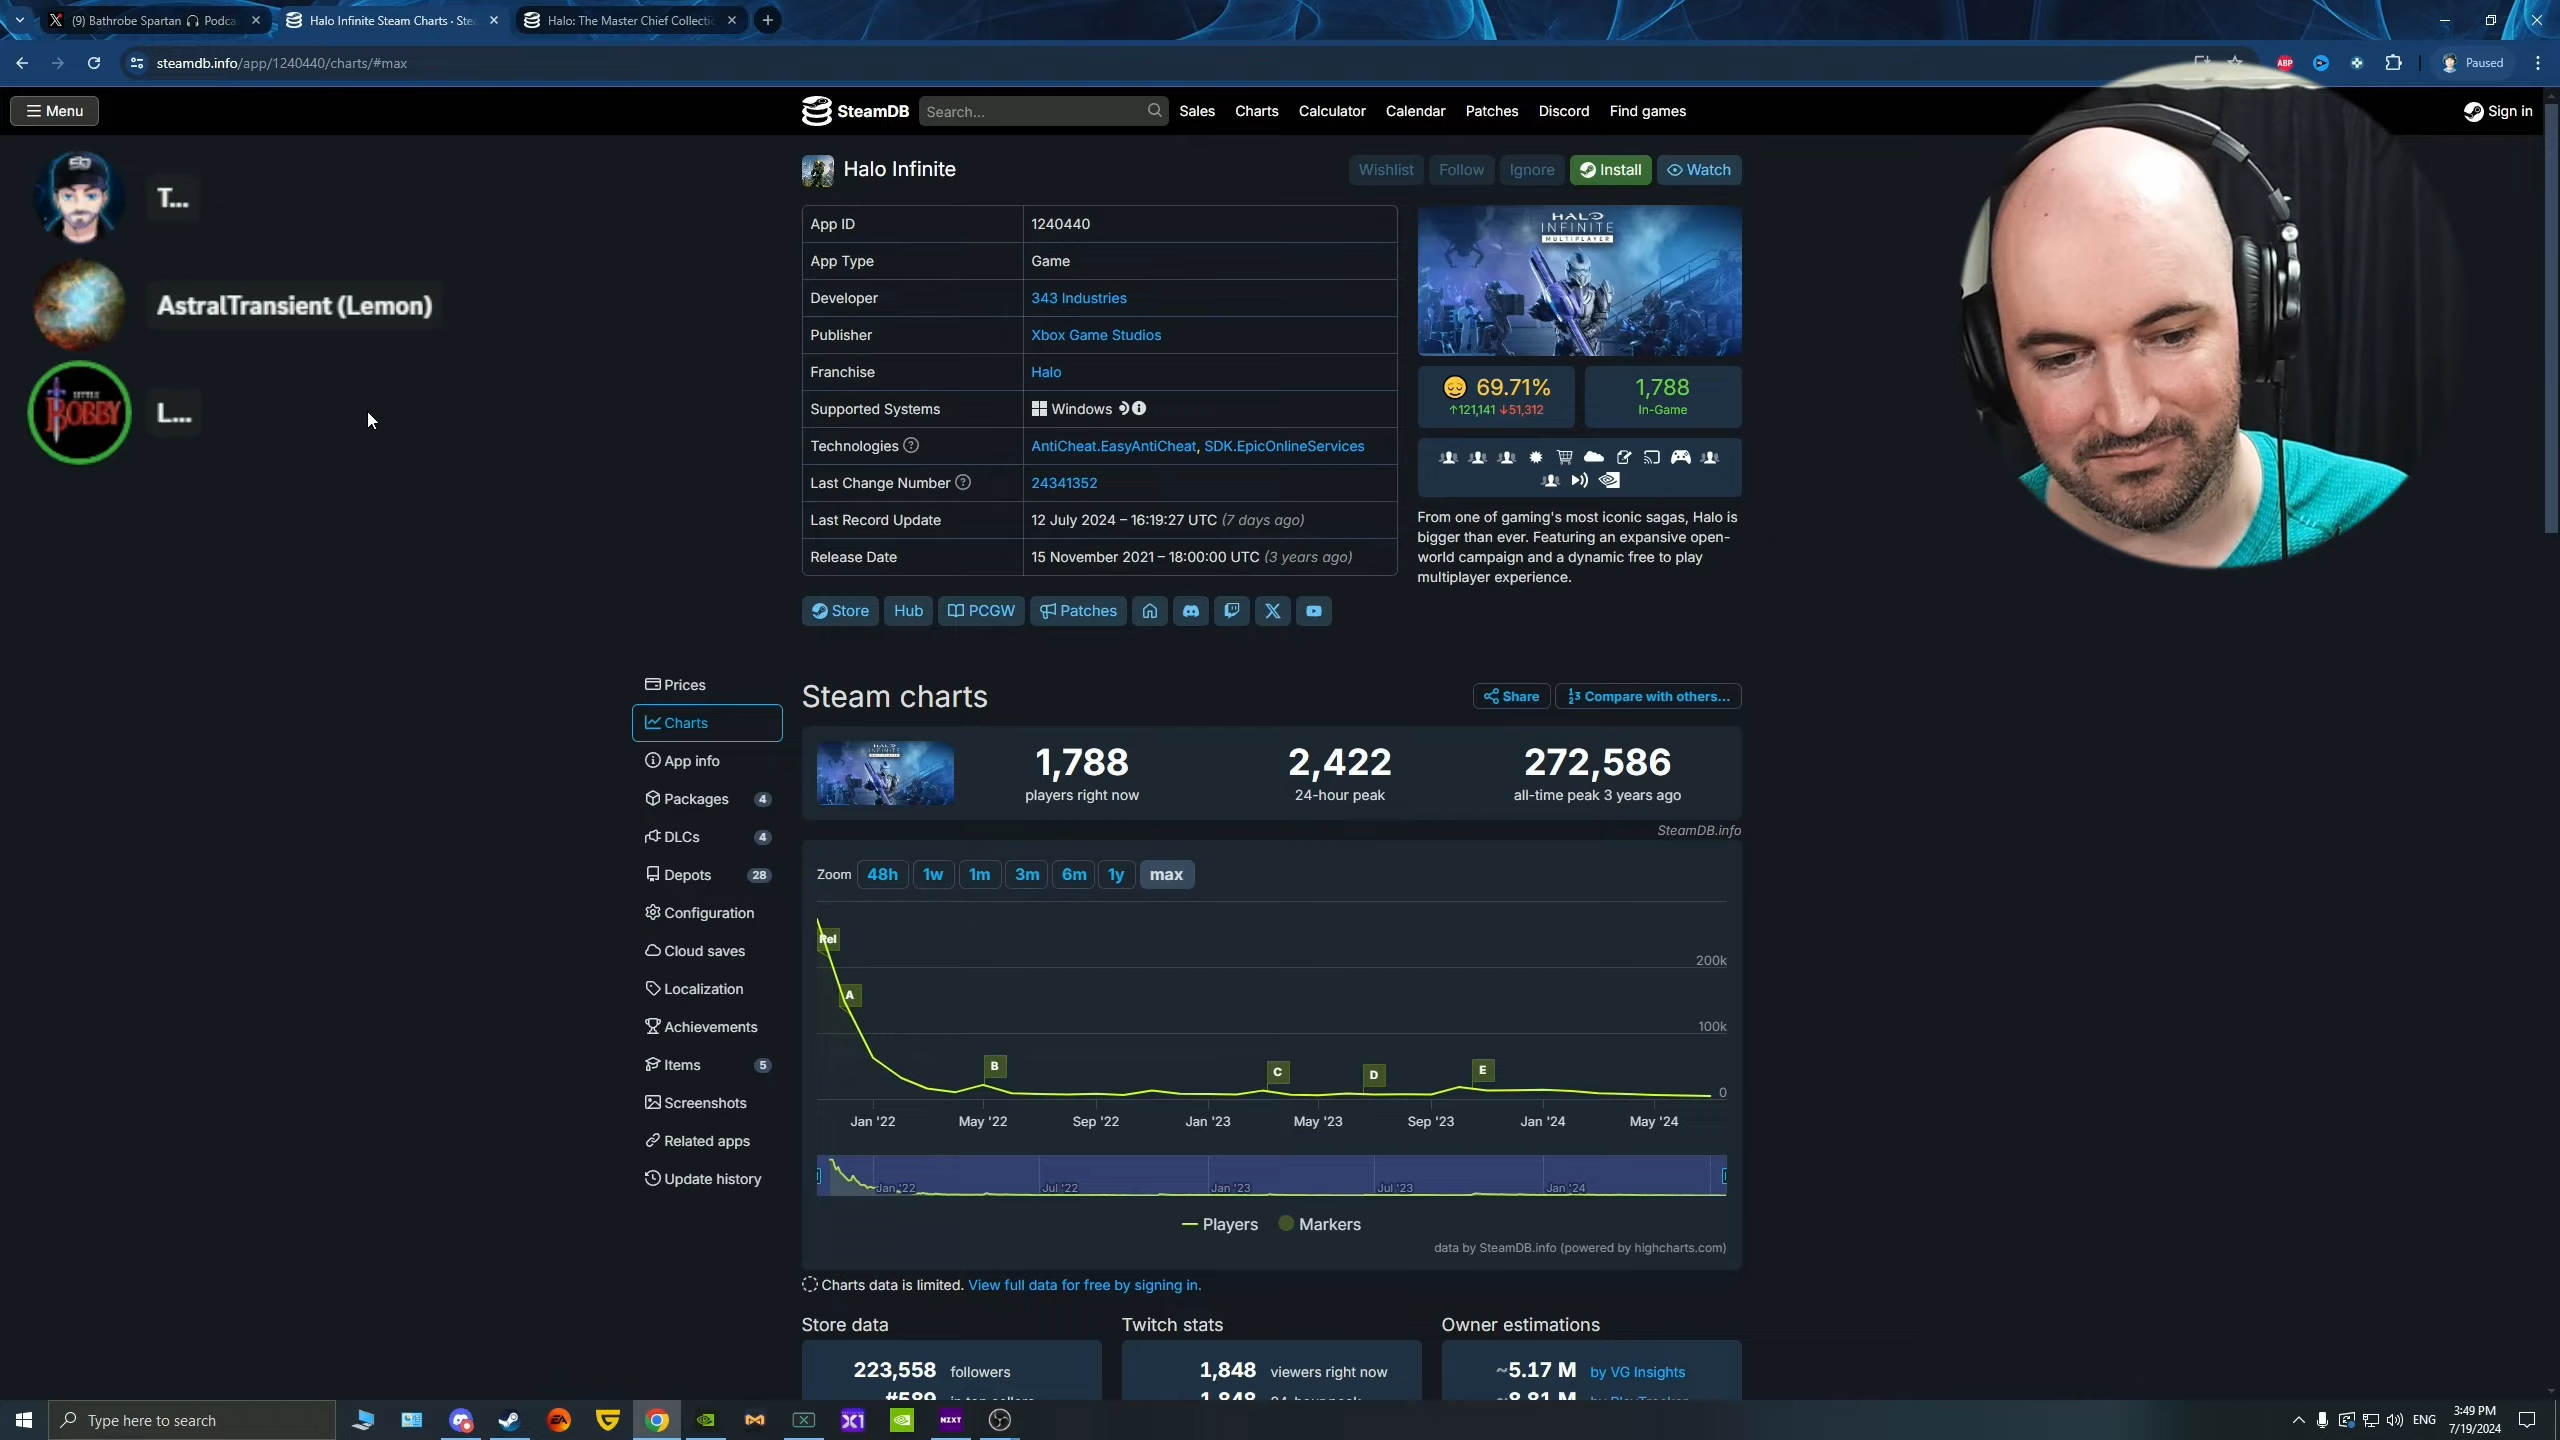 (9) Bathrobe Spartan 🎧 Podca
Halo Infinite Steam Charts · Ste
Halo: The Master Chief Collecti
steamdb.info/app/1240440/charts/#max
ABP
Paused
Menu
SteamDB
Search...
Sales
Charts
Calculator
Calendar
Patches
Discord
Find games
Sign in
T...
AstralTransient (Lemon)
BOBBY
L...
Halo Infinite
Wishlist
Follow
Ignore
Install
Watch
App ID 1240440
App Type Game
Developer 343 Industries
Publisher Xbox Game Studios
Franchise Halo
Supported Systems Windows
Technologies AntiCheat.EasyAntiCheat, SDK.EpicOnlineServices
Last Change Number 24341352
Last Record Update 12 July 2024 – 16:19:27 UTC (7 days ago)
Release Date 15 November 2021 – 18:00:00 UTC (3 years ago)
HALO
INFINITE
MULTIPLAYER
69.71%
↑121,141 ↓51,312
1,788
In-Game
From one of gaming's most iconic sagas, Halo is
bigger than ever. Featuring an expansive open-
world campaign and a dynamic free to play
multiplayer experience.
Store
Hub
PCGW
Patches
Prices
Charts
App info
Packages 4
DLCs 4
Depots 28
Configuration
Cloud saves
Localization
Achievements
Items 5
Screenshots
Related apps
Update history
Steam charts
Share
Compare with others...
HALO
INFINITE
1,788
players right now
2,422
24-hour peak
272,586
all-time peak 3 years ago
SteamDB.info
Zoom 48h 1w 1m 3m 6m 1y max
Rel
A
B
C
D
E
200k
100k
0
Jan '22 May '22 Sep '22 Jan '23 May '23 Sep '23 Jan '24 May '24
Jan '22 Jul '22 Jan '23 Jul '23 Jan '24
Players Markers
data by SteamDB.info (powered by highcharts.com)
Charts data is limited. View full data for free by signing in.
Store data
223,558 followers
#589
Twitch stats
1,848 viewers right now
1,848
Owner estimations
~5.17 M by VG Insights
~8.81 M by PlayTracker
Type here to search
EA
X1
NZXT
ENG
3:49 PM
7/19/2024